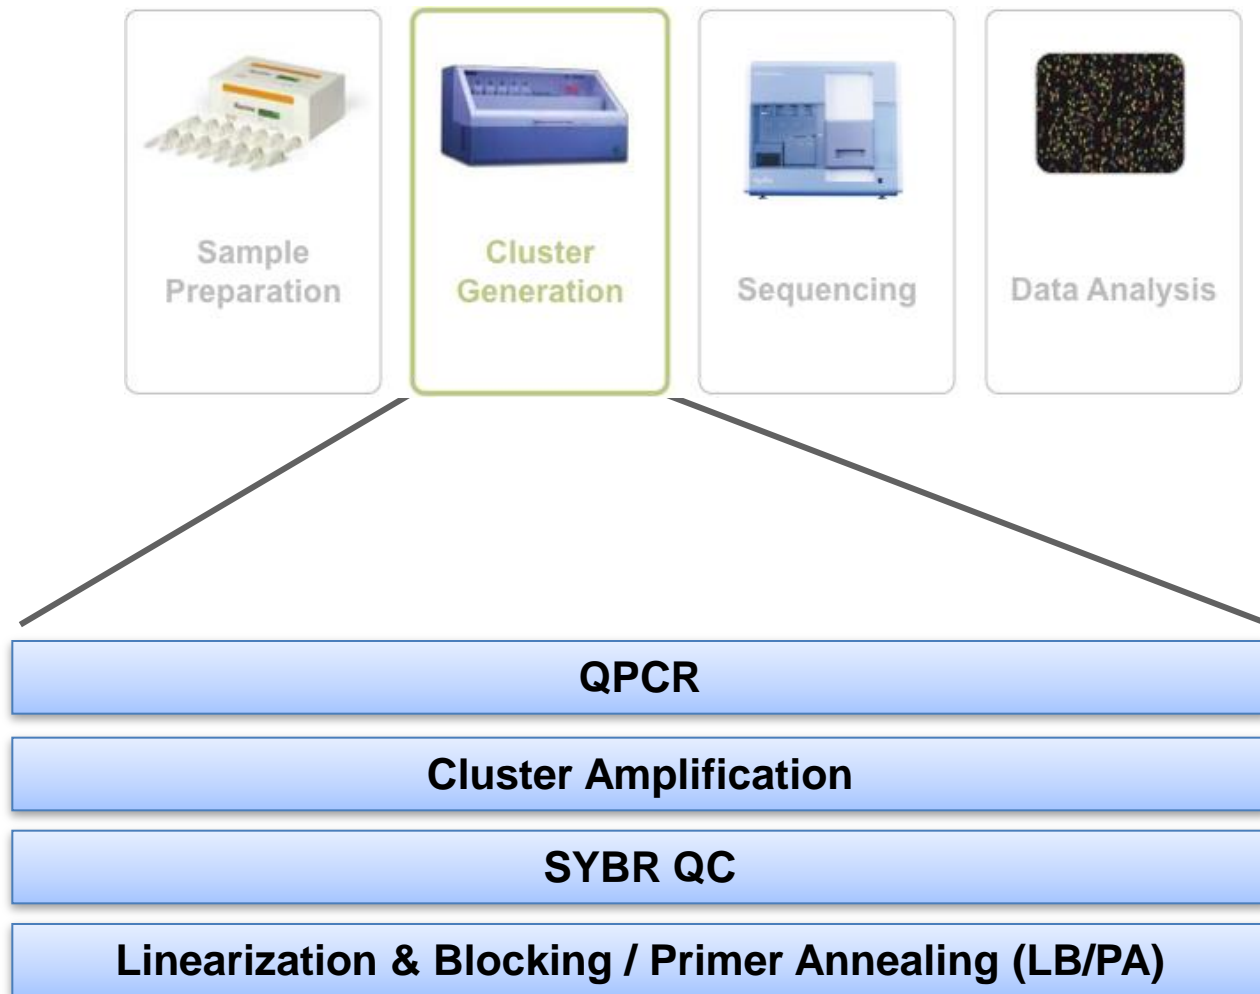 Sample
Preparation
Cluster
Generation
Sequencing
Data Analysis
QPCR
Cluster Amplification
SYBR QC
Linearization & Blocking / Primer Annealing (LB/PA)